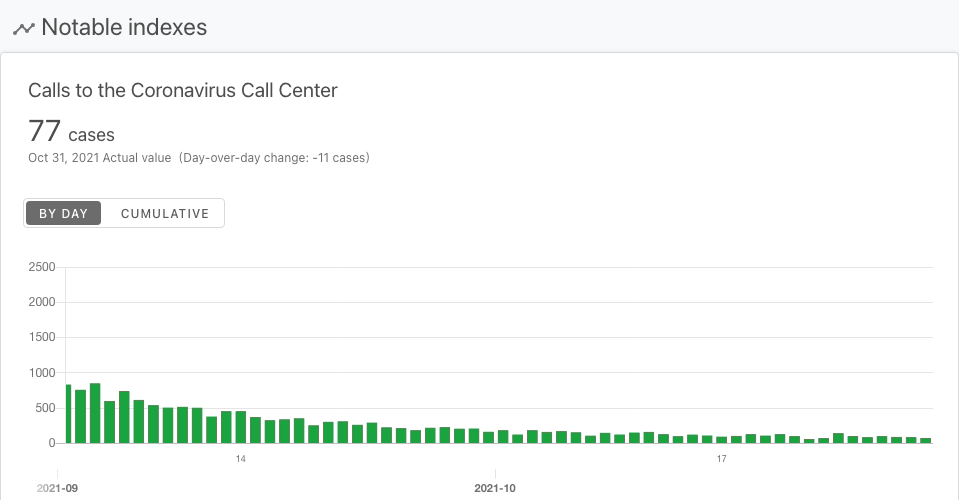 Notable indexes
Calls to the Coronavirus Call Center
77 cases
Oct 31, 2021 Actual value (Day-over-day change: -11 cases)
BY DAY CUMULATIVE
2500
2000
1500
1000
500
0
14 17
2021-09 2021-10